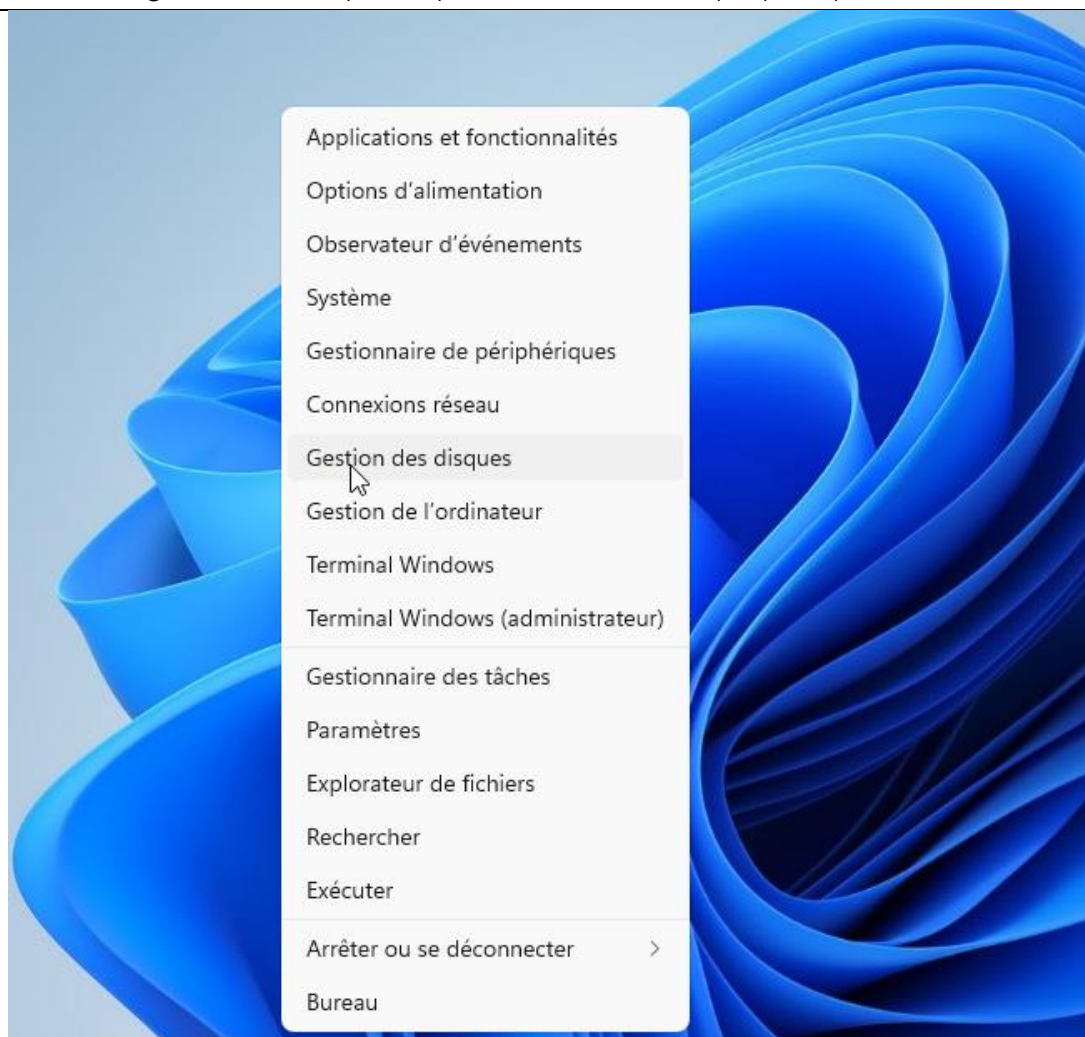 Applications et fonctionnalités
Options d'alimentation
Observateur d'événements
Système
Gestionnaire de périphériques
Connexions réseau
Gestion des disques
Gestion de l'ordinateur
Terminal Windows
Terminal Windows (administrateur)
Gestionnaire des tâches
Paramètres
Explorateur de fichiers
Rechercher
Exécuter
Arrêter ou se déconnecter
Bureau